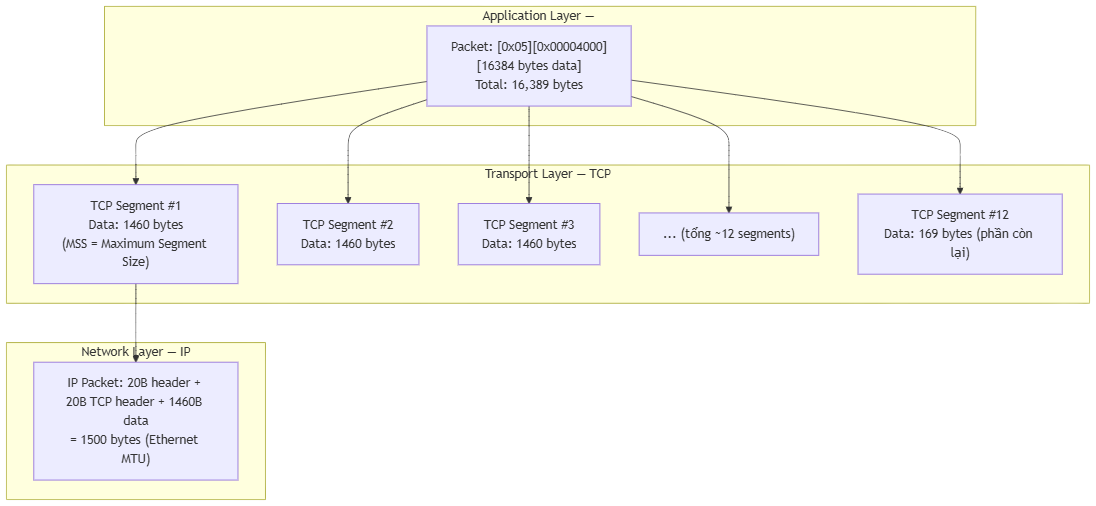 Application Layer —
Packet: [0x05][0x00004000]
[16384 bytes data]
Total: 16,389 bytes
Transport Layer — TCP
TCP Segment #1
Data: 1460 bytes
(MSS = Maximum Segment
Size)
TCP Segment #2
Data: 1460 bytes
TCP Segment #3
Data: 1460 bytes
... (tổng ~12 segments)
TCP Segment #12
Data: 169 bytes (phần còn
lại)
Network Layer — IP
IP Packet: 20B header +
20B TCP header + 1460B
data
= 1500 bytes (Ethernet
MTU)